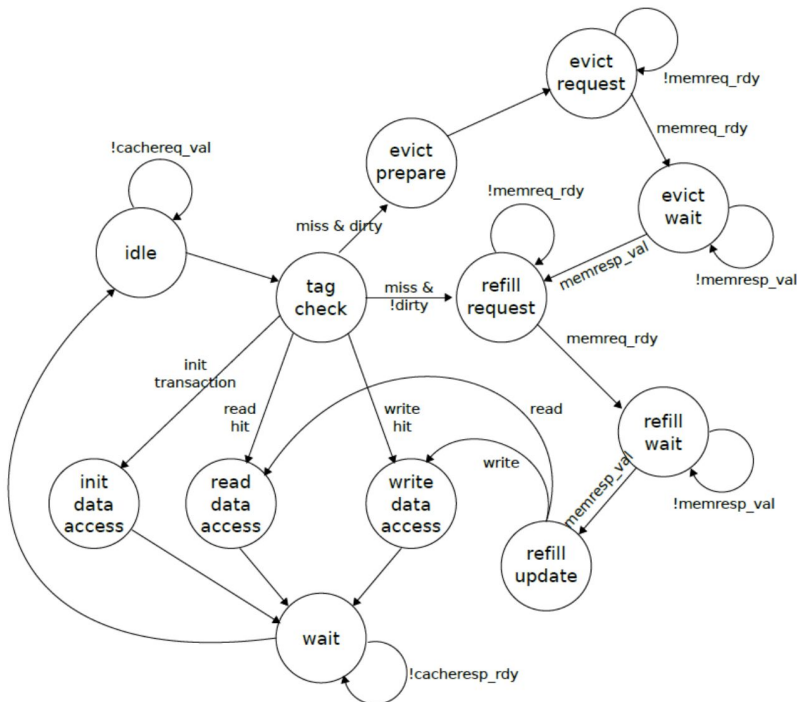 evict
request
!memreq_rdy
memreq_rdy
!cachereq_val
evict
prepare
!memreq_rdy
evict
wait
idle
miss & dirty
memresp_val
!memresp_val
tag
check
miss &
!dirty
refill
request
memreq_rdy
init
transaction
read
hit
write
hit
read
refill
wait
write
memresp_val
!memresp_val
init
data
access
read
data
access
write
data
access
refill
update
wait
!cacheresp_rdy